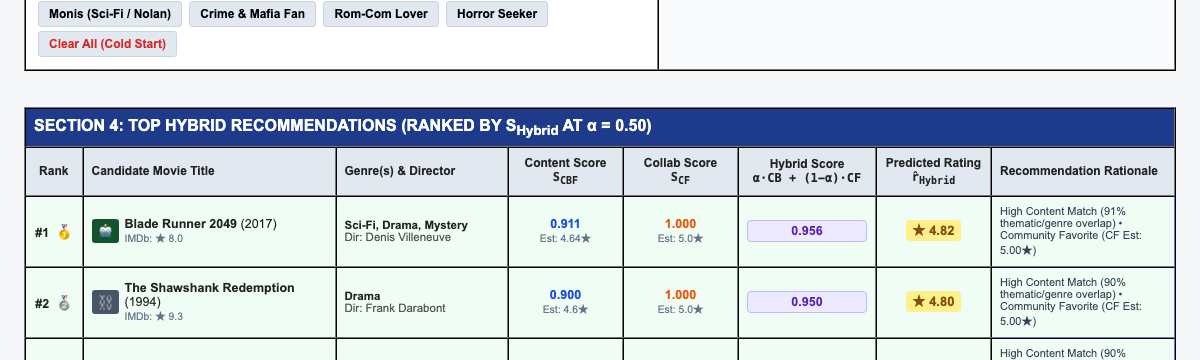 Monis (Sci-Fi / Nolan) Crime & Mafia Fan Rom-Com Lover Horror Seeker
Clear All (Cold Start)
SECTION 4: TOP HYBRID RECOMMENDATIONS (RANKED BY SHybrid AT α = 0.50)
Rank Candidate Movie Title Genre(s) & Director Content Score SCBF Collab Score SCF Hybrid Score α·CB + (1−α)·CF Predicted Rating r̂Hybrid Recommendation Rationale
#1 🥇
Blade Runner 2049 (2017)
IMDb: ★ 8.0
Sci-Fi, Drama, Mystery
Dir: Denis Villeneuve
0.911
Est: 4.64★
1.000
Est: 5.0★
0.956
★ 4.82
High Content Match (91%
thematic/genre overlap) •
Community Favorite (CF Est:
5.00★)
#2 🥈
The Shawshank Redemption
(1994)
IMDb: ★ 9.3
Drama
Dir: Frank Darabont
0.900
Est: 4.6★
1.000
Est: 5.0★
0.950
★ 4.80
High Content Match (90%
thematic/genre overlap) •
Community Favorite (CF Est:
5.00★)
High Content Match (90%